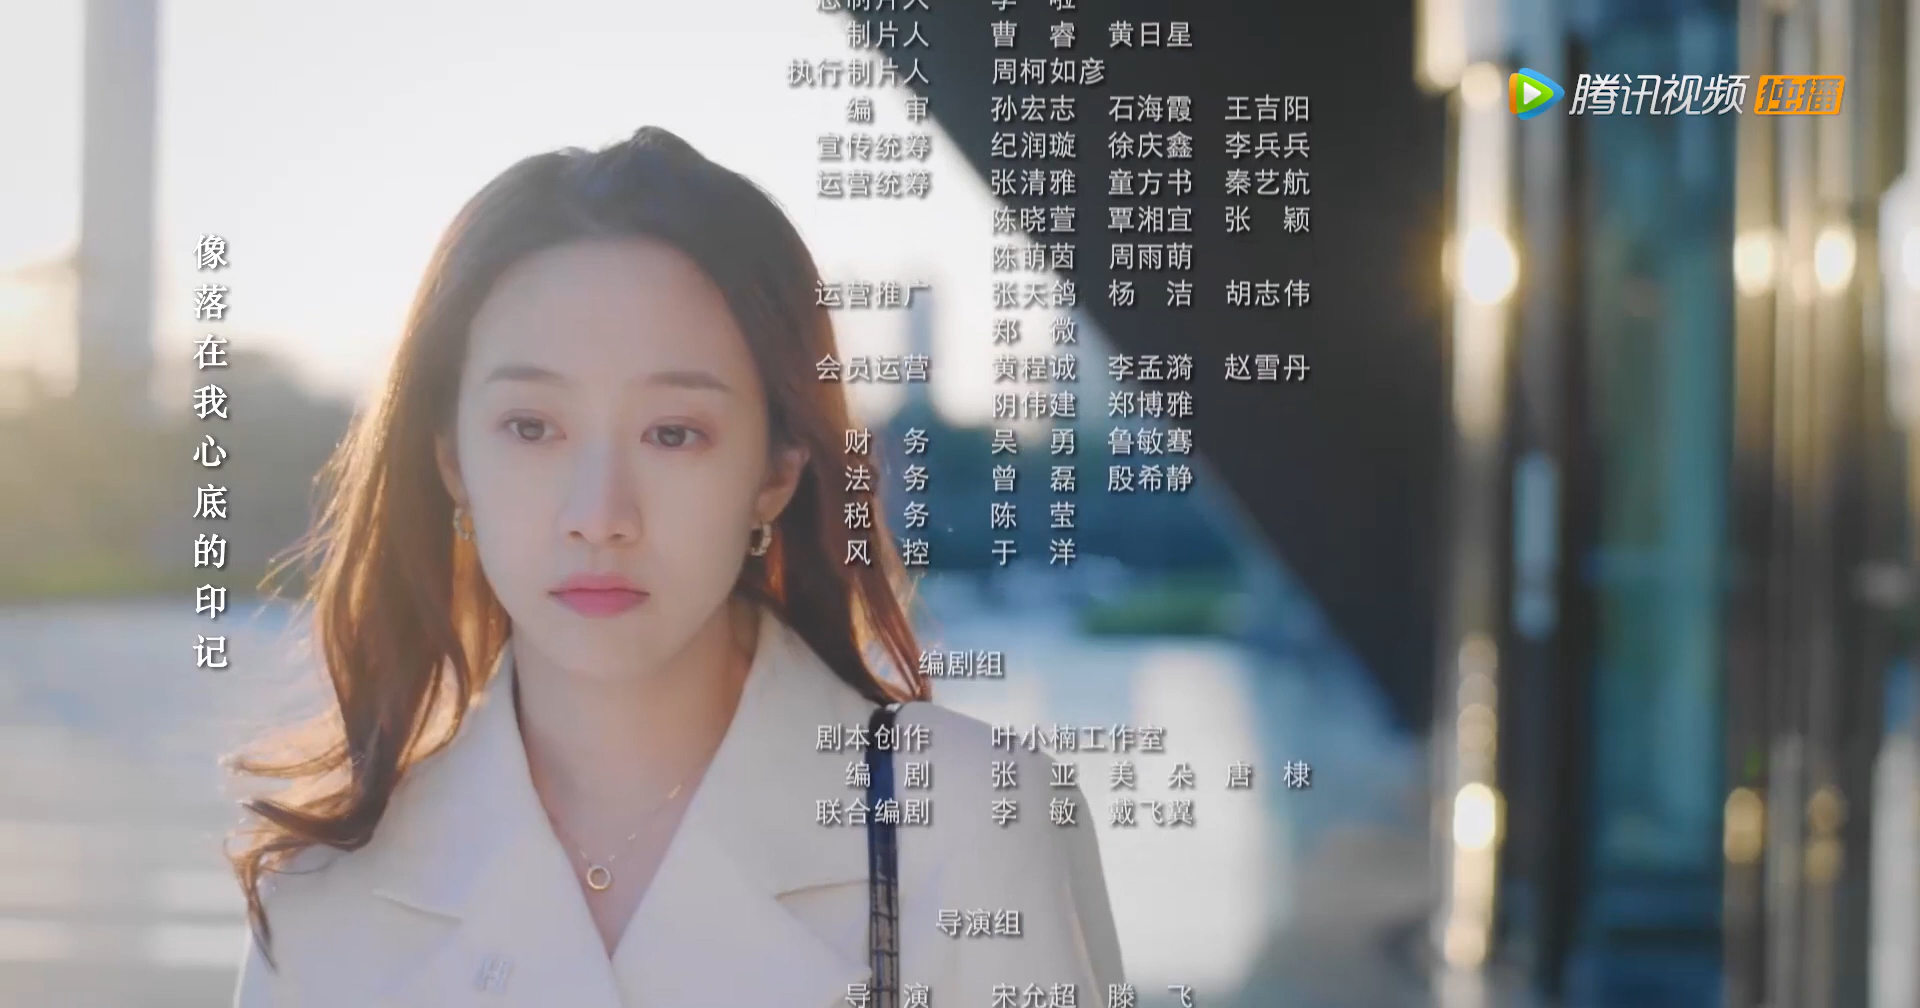 制片人 曹 睿 黄日星
执行制片人 周柯如彦
编 审 孙宏志 石海霞 王吉阳
宣传统筹 纪润璇 徐庆鑫 李兵兵
运营统筹 张清雅 童方书 秦艺航
陈晓萱 覃湘宜 张 颖
陈萌茵 周雨萌
运营推广 张天鸽 杨 洁 胡志伟
郑 微
会员运营 黄程诚 李孟漪 赵雪丹
阴伟建 郑博雅
财 务 吴 勇 鲁敏骞
法 务 曾 磊 殷希静
税 务 陈 莹
风 控 于 洋
编剧组
剧本创作 叶小楠工作室
编 剧 张 亚 美 朵 唐 棣
联合编剧 李 敏 戴飞翼
导演组
导 演 宋允超 滕 飞
像落在我心底的印记
腾讯视频 独播